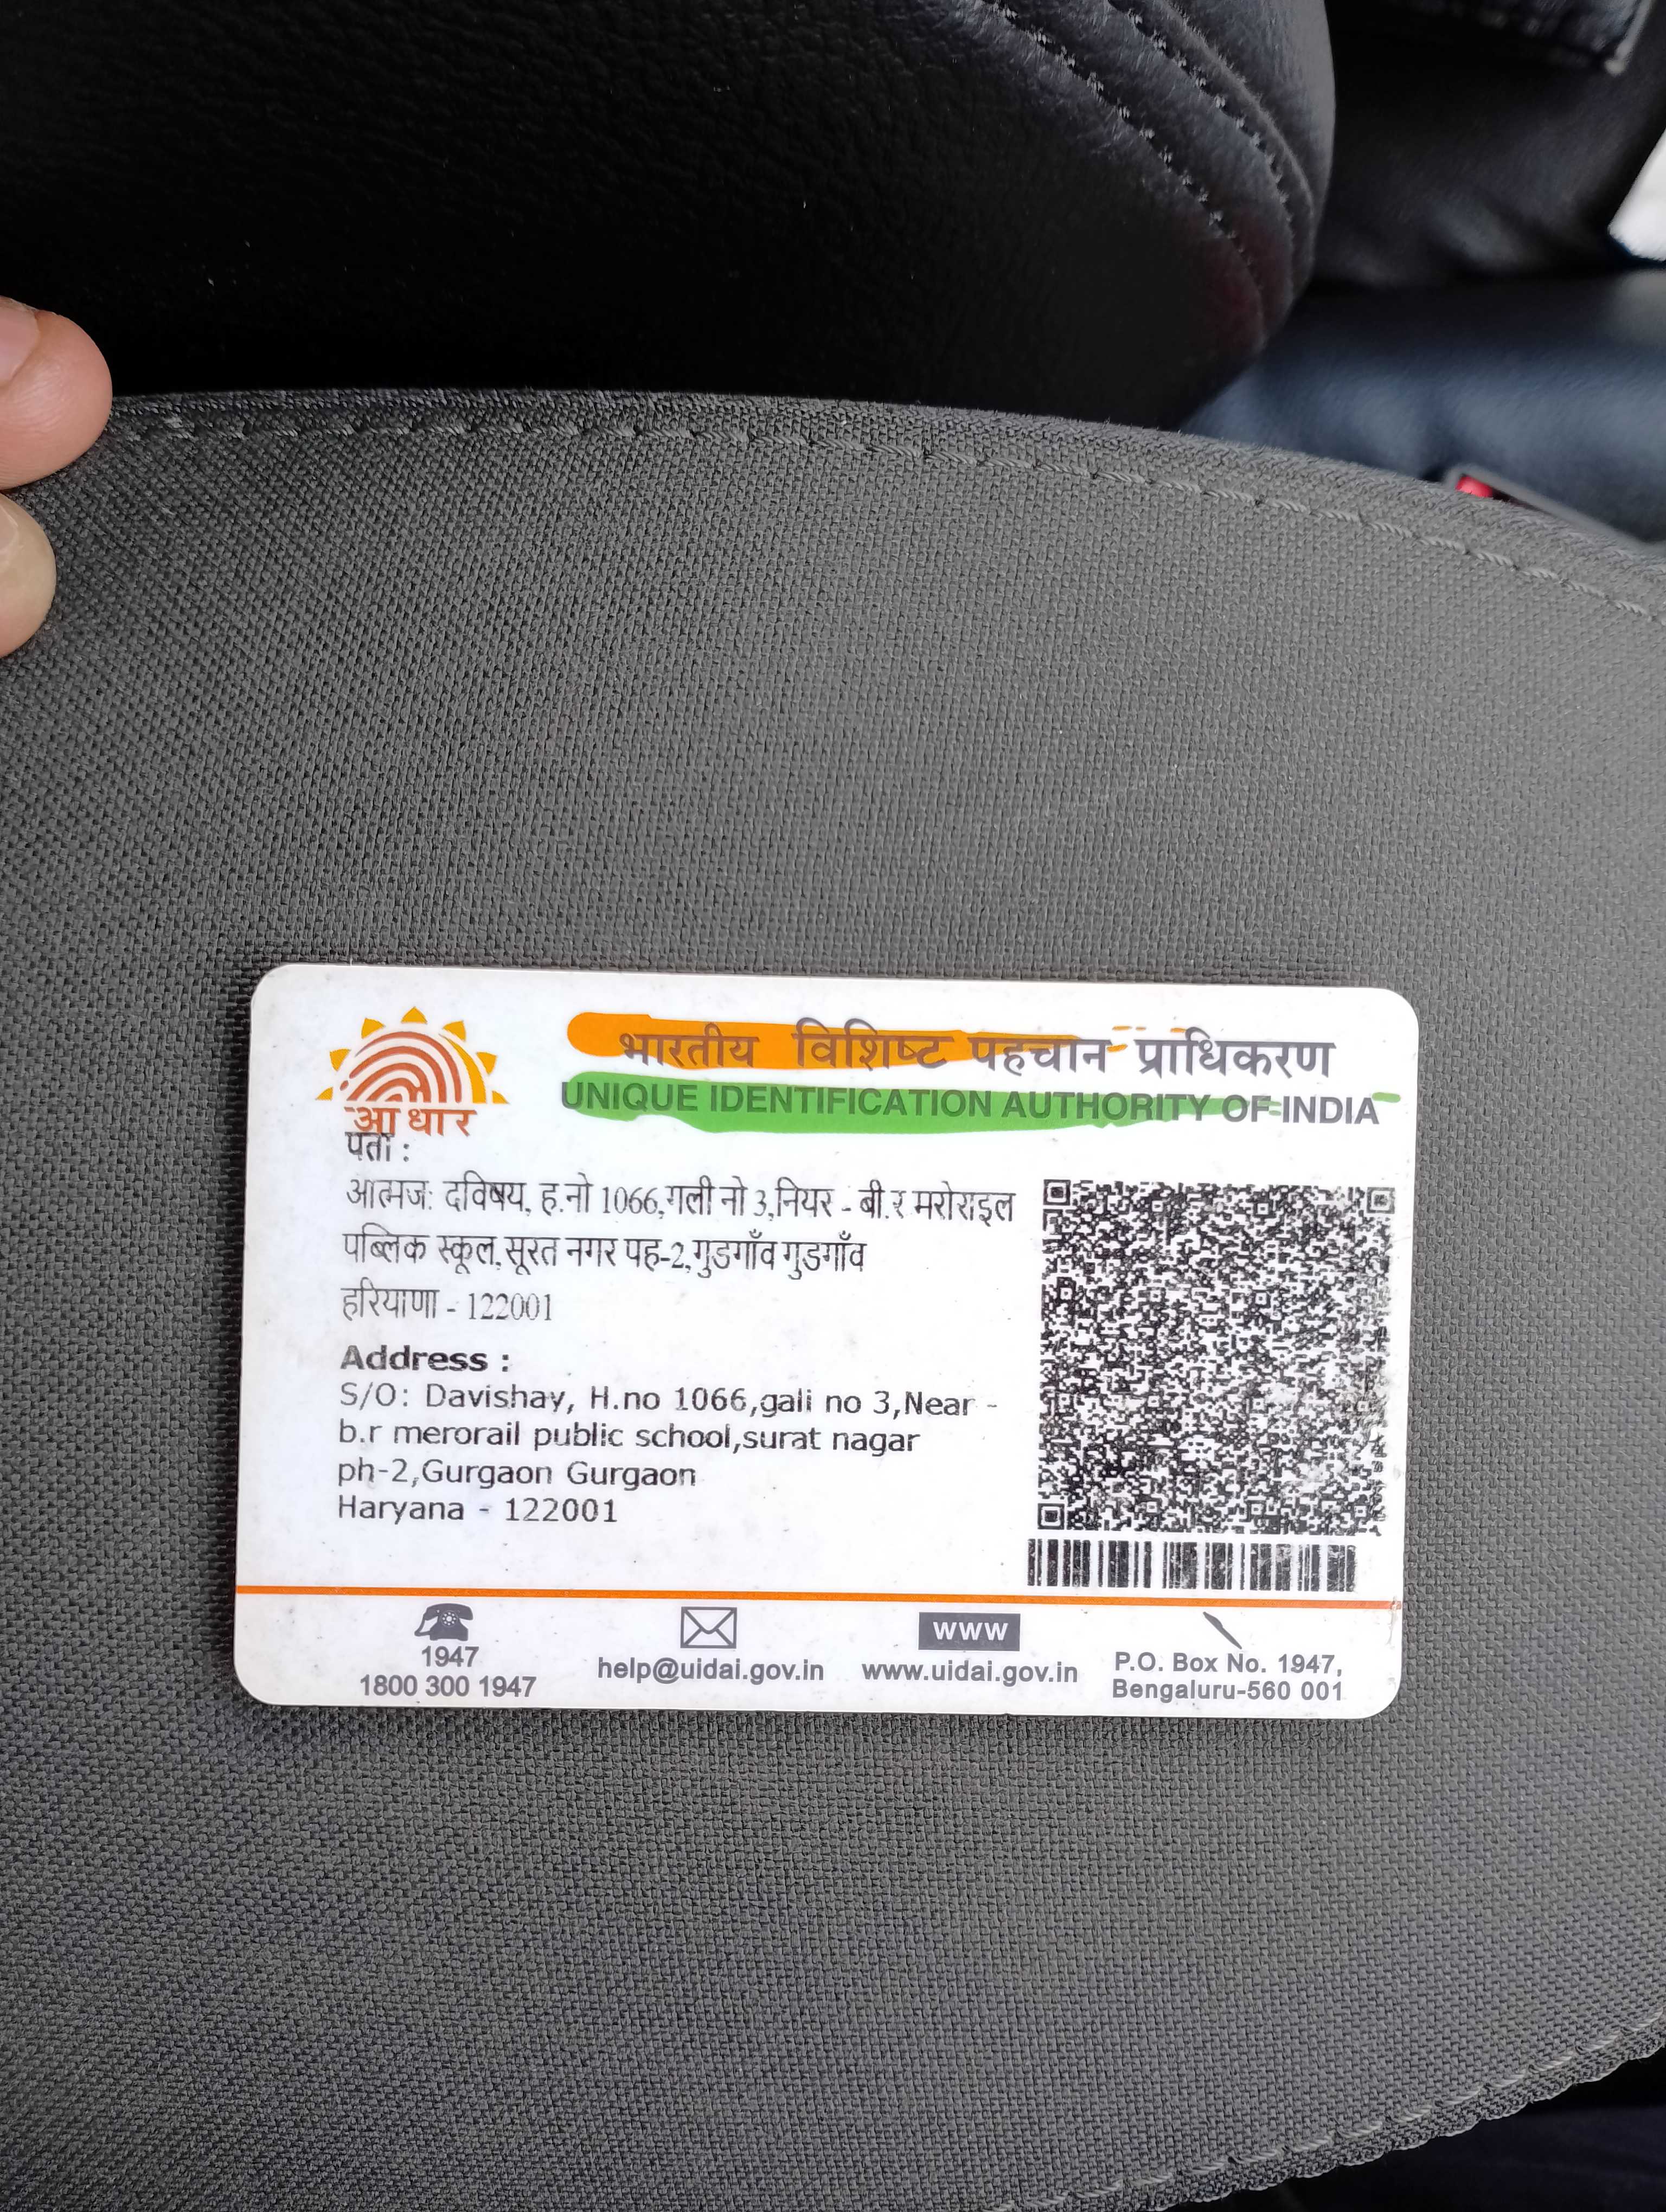 भारतीय विशिष्ट पहचान प्राधिकरण
UNIQUE IDENTIFICATION AUTHORITY OF INDIA
आधार
पता :
आत्मज: दविषय, ह.नो 1066,गली नो 3,नियर - बी.र मरोराइल
पब्लिक स्कूल,सूरत नगर पह-2,गुडगाँव गुडगाँव
हरियाणा - 122001
Address :
S/O: Davishay, H.no 1066,gali no 3,Near -
b.r merorail public school,surat nagar
ph-2,Gurgaon Gurgaon
Haryana - 122001
1947
1800 300 1947
help@uidai.gov.in
www
www.uidai.gov.in
P.O. Box No. 1947,
Bengaluru-560 001